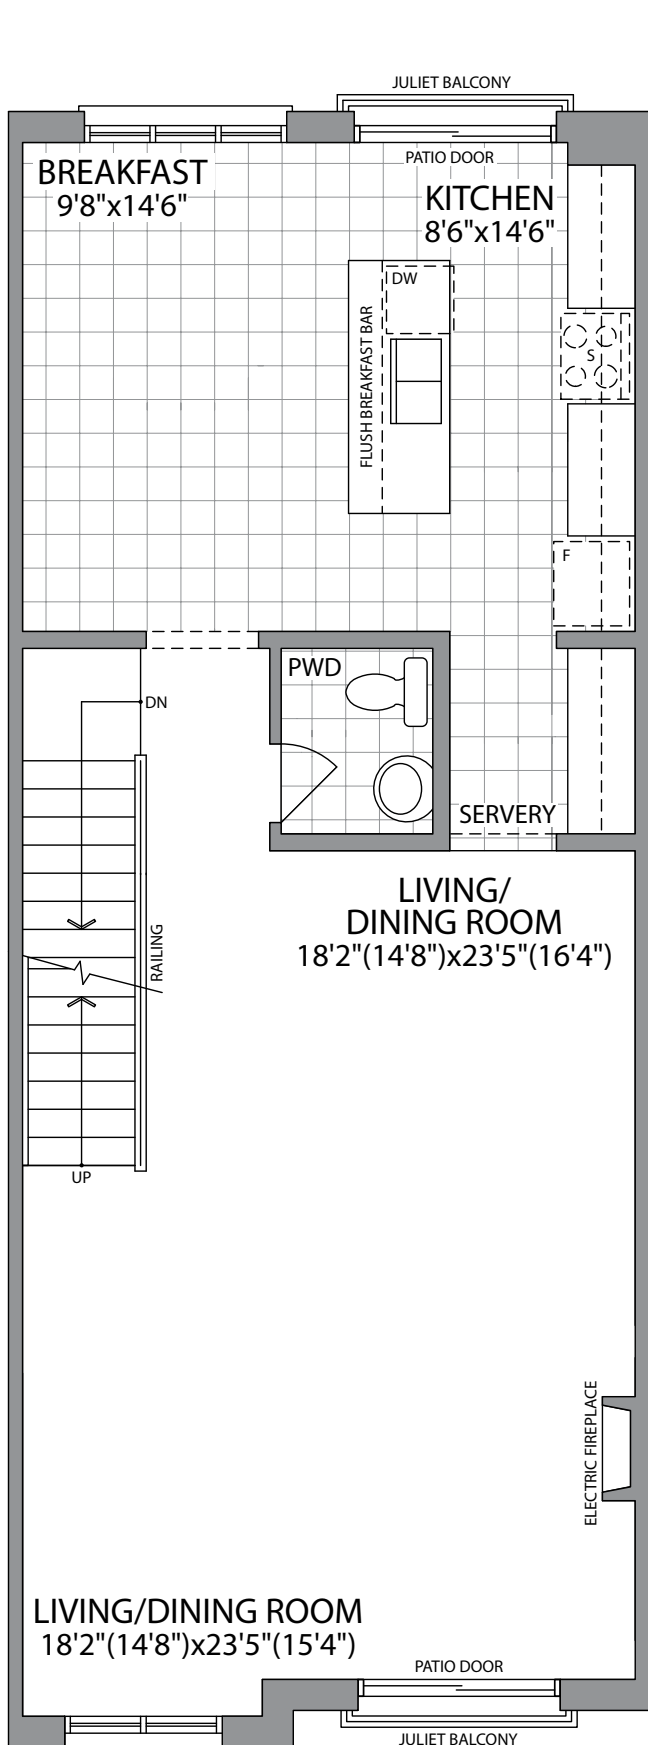 JULIET BALCONY
PATIO DOOR
BREAKFAST
9'8"x14'6"
KITCHEN
8'6"x14'6"
DW
FLUSH BREAKFAST BAR
S
F
PWD
DN
SERVERY
LIVING/
DINING ROOM
18'2"(14'8")x23'5"(16'4")
RAILING
UP
ELECTRIC FIREPLACE
LIVING/DINING ROOM
18'2"(14'8")x23'5"(15'4")
PATIO DOOR
JULIET BALCONY